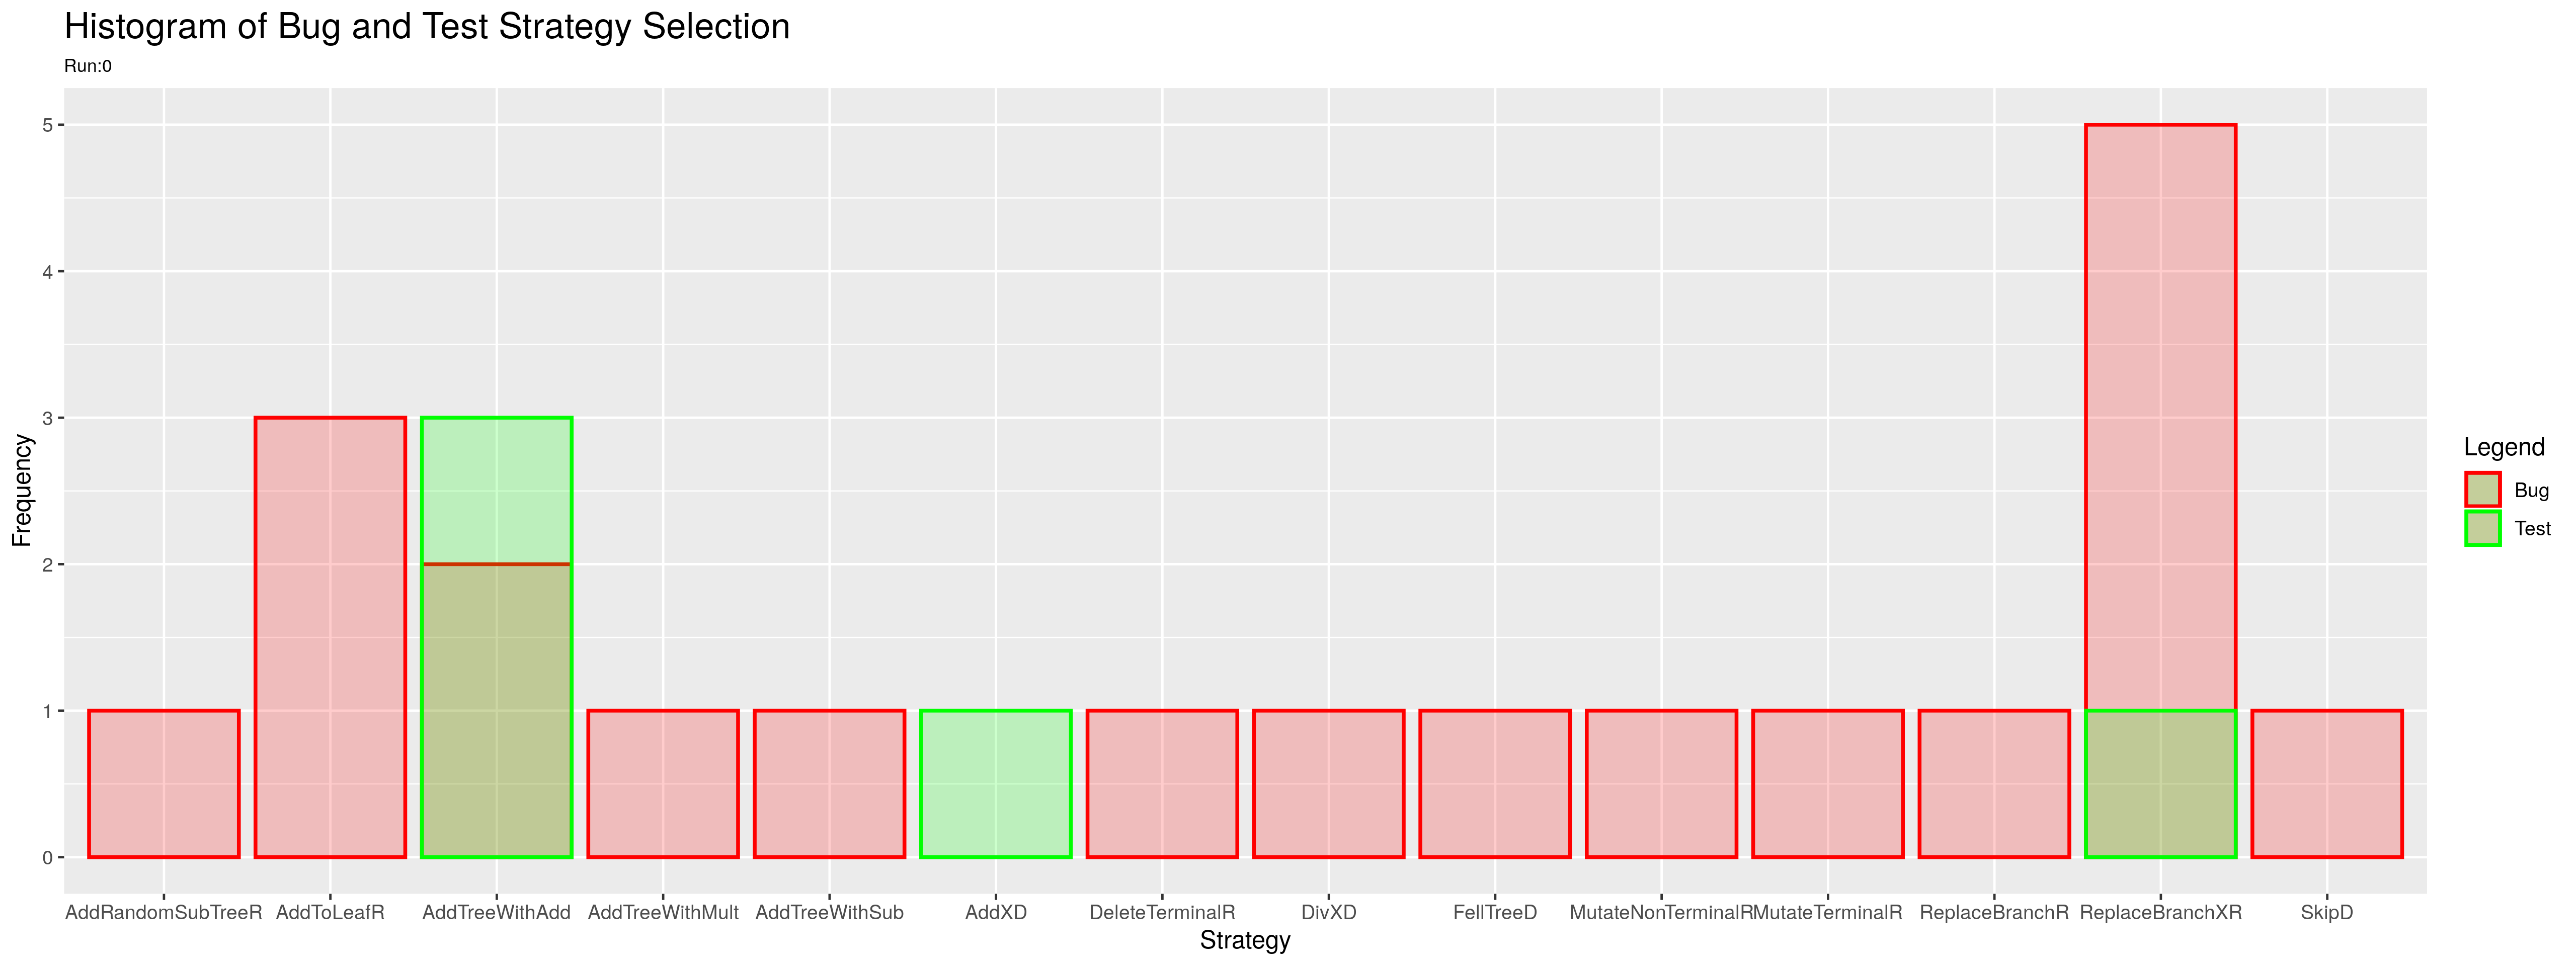 Histogram of Bug and Test Strategy Selection
Run:0
Frequency
5
4
3
2
1
0
AddRandomSubTreeR AddToLeafR AddTreeWithAdd AddTreeWithMult AddTreeWithSub AddXD DeleteTerminalR DivXD FellTreeD MutateNonTerminalR MutateTerminalR ReplaceBranchR ReplaceBranchXR SkipD
Strategy
Legend
Bug
Test